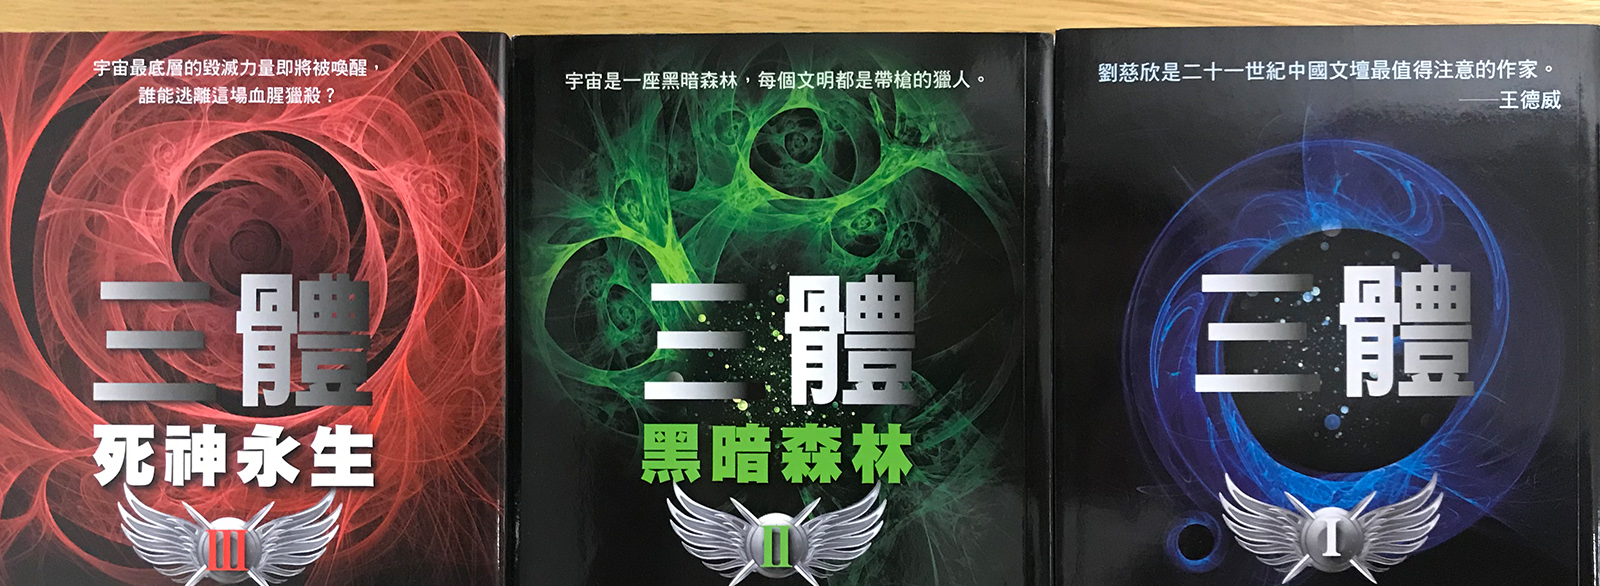 宇宙最底層的毀滅力量即將被喚醒，
誰能逃離這場血腥獵殺？
三體
死神永生
III
宇宙是一座黑暗森林，每個文明都是帶槍的獵人。
三體
黑暗森林
II
劉慈欣是二十一世紀中國文壇最值得注意的作家。
——王德威
三體
I